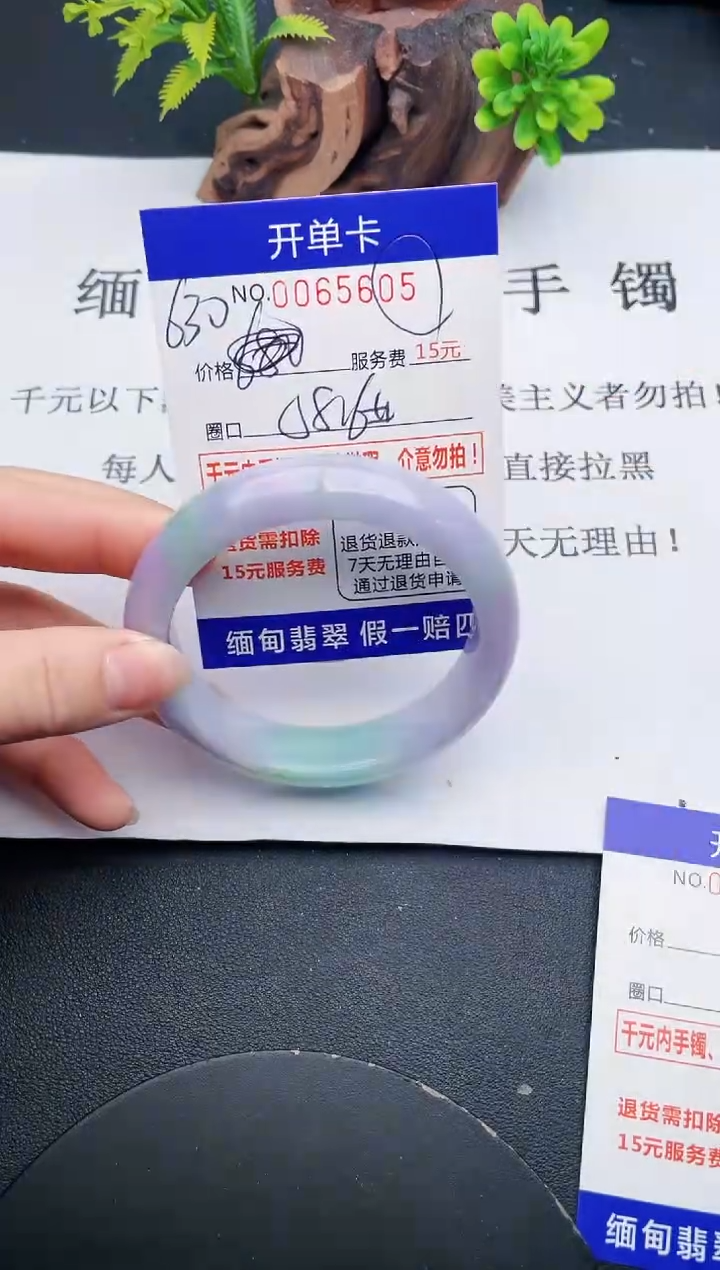 开单卡
NO.0065605
630
价格 服务费 15元
圈口
缅 手镯
千元以下 美主义者勿拍!
每人 直接拉黑
天无理由!
千元内 介意勿拍!
货需扣除
15元服务费
退货退款
7天无理由
通过退货申请
缅甸翡翠 假一赔四
NO.0
价格
圈口
千元内手镯、
退货需扣除
15元服务费
缅甸翡翠